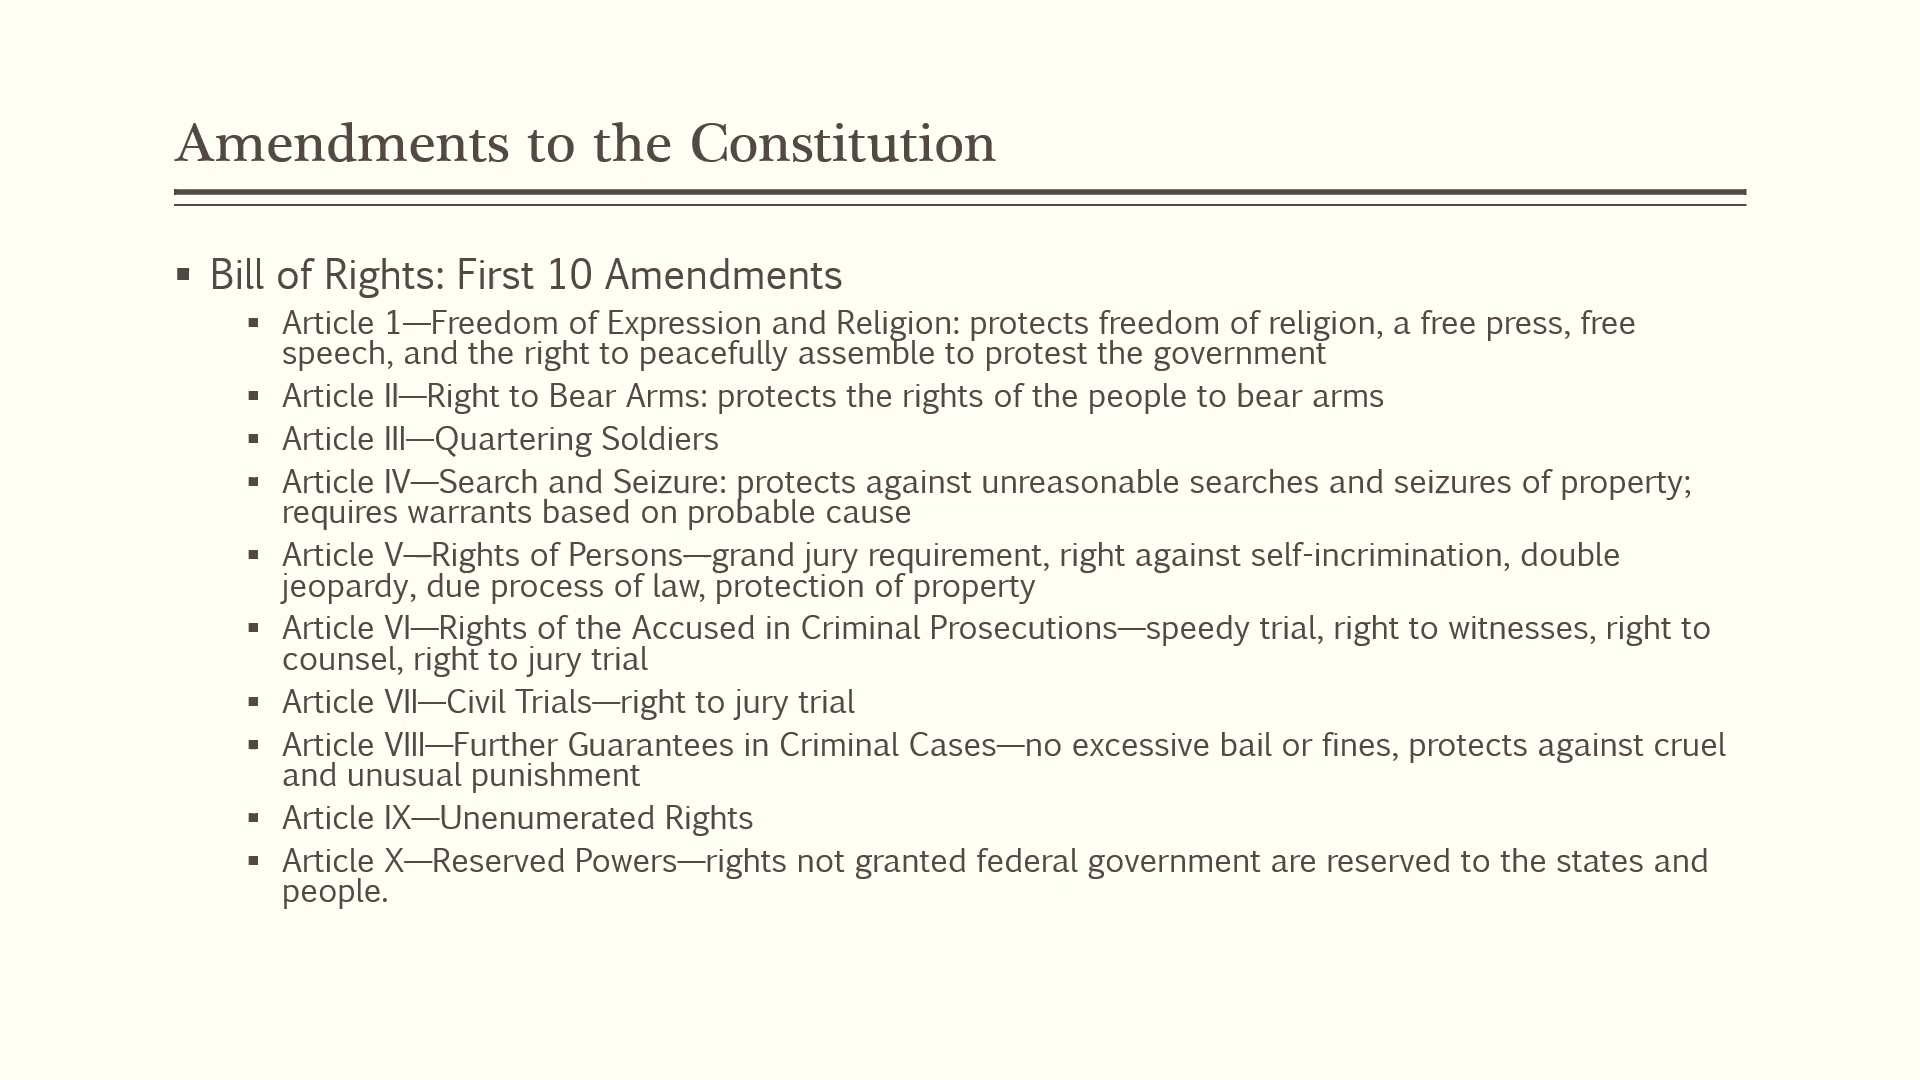 Amendments to the Constitution
▪ Bill of Rights: First 10 Amendments
▪ Article 1—Freedom of Expression and Religion: protects freedom of religion, a free press, free
speech, and the right to peacefully assemble to protest the government
▪ Article II—Right to Bear Arms: protects the rights of the people to bear arms
▪ Article III—Quartering Soldiers
▪ Article IV—Search and Seizure: protects against unreasonable searches and seizures of property;
requires warrants based on probable cause
▪ Article V—Rights of Persons—grand jury requirement, right against self-incrimination, double
jeopardy, due process of law, protection of property
▪ Article VI—Rights of the Accused in Criminal Prosecutions—speedy trial, right to witnesses, right to
counsel, right to jury trial
▪ Article VII—Civil Trials—right to jury trial
▪ Article VIII—Further Guarantees in Criminal Cases—no excessive bail or fines, protects against cruel
and unusual punishment
▪ Article IX—Unenumerated Rights
▪ Article X—Reserved Powers—rights not granted federal government are reserved to the states and
people.